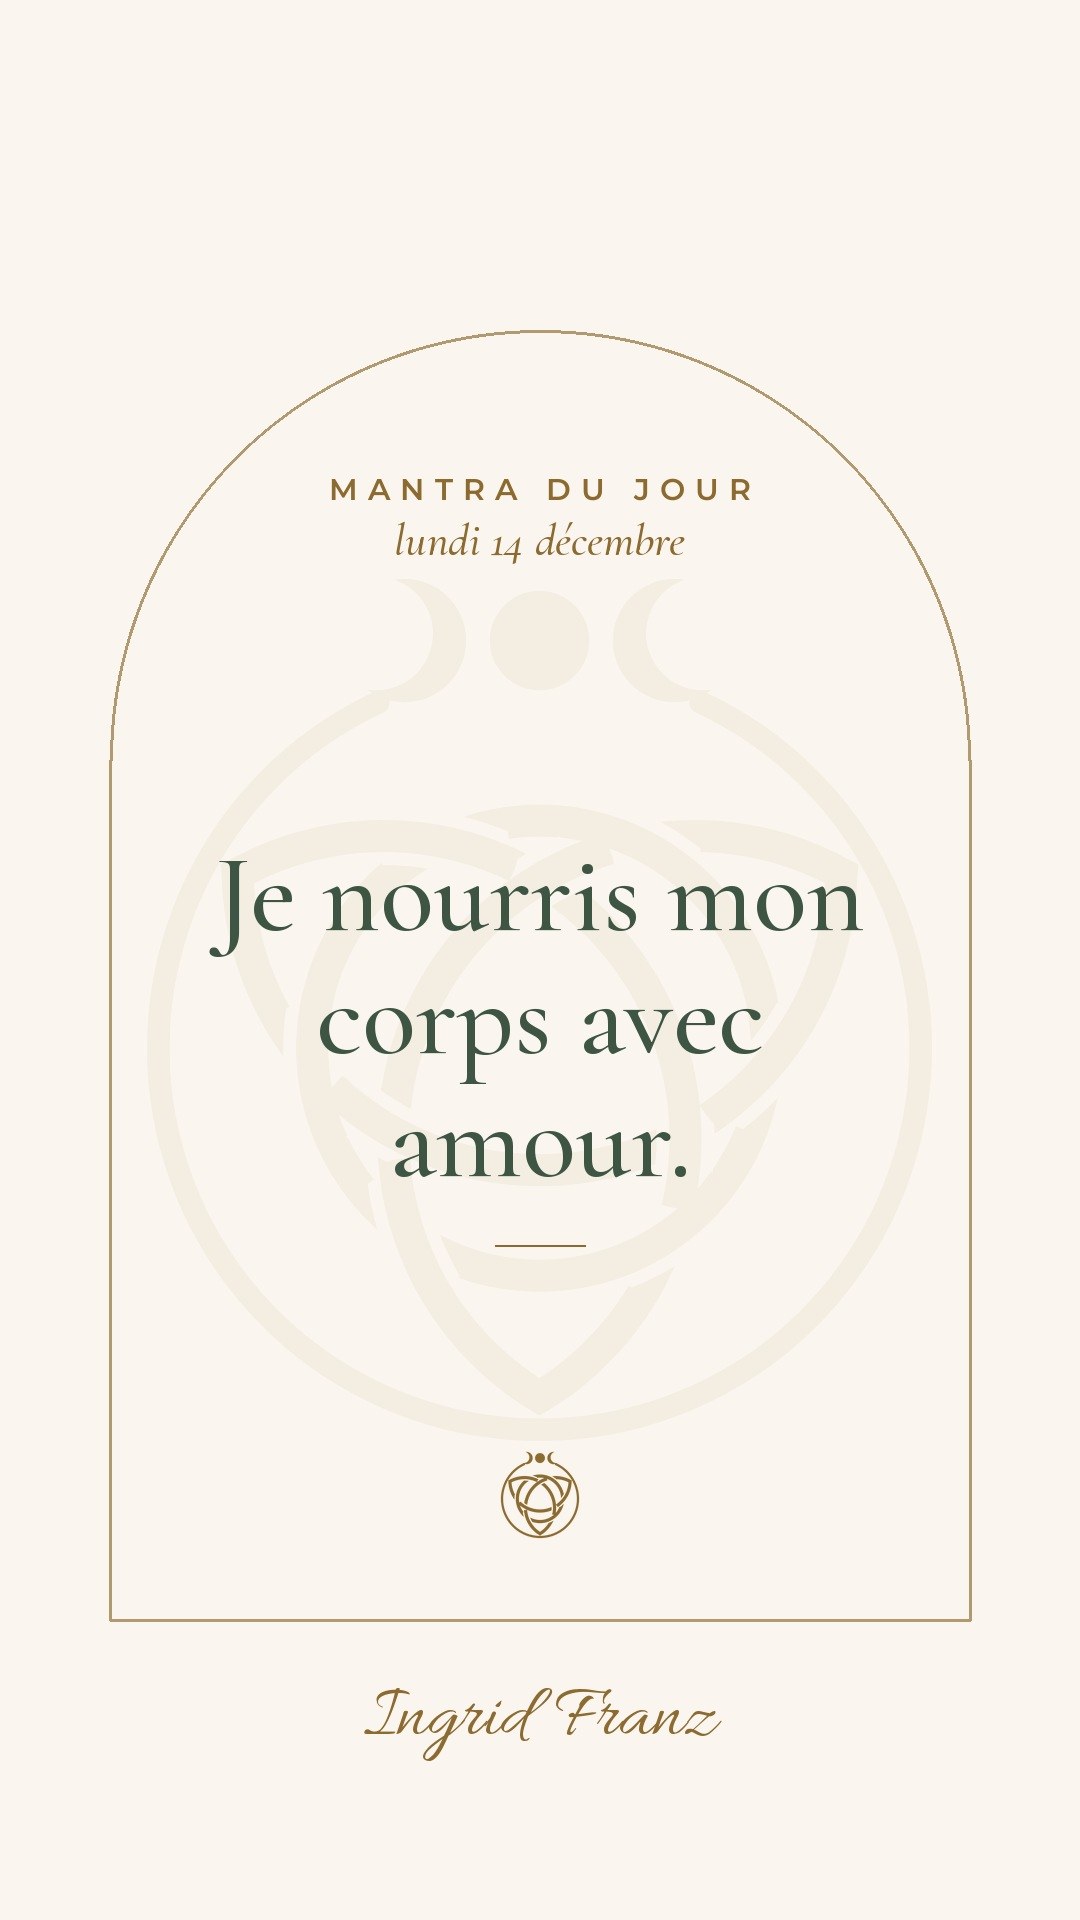 MANTRA DU JOUR
lundi 14 décembre
Je nourris mon
corps avec
amour.
Ingrid Franz